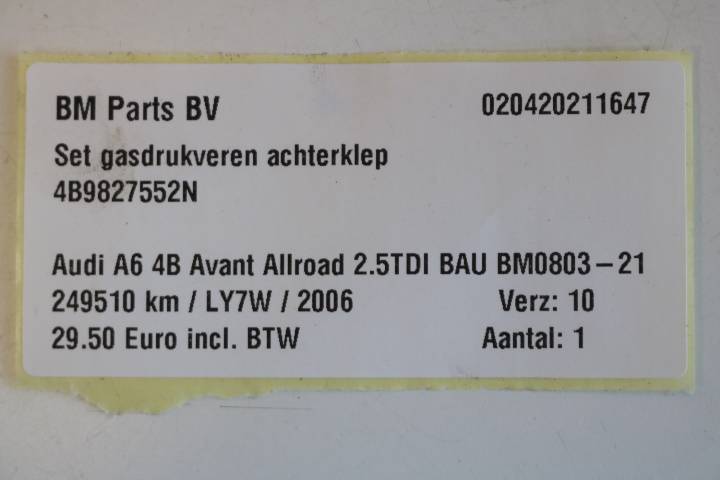 BM Parts BV 020420211647
Set gasdrukveren achterklep
4B9827552N
Audi A6 4B Avant Allroad 2.5TDI BAU BM0803-21
249510 km / LY7W / 2006 Verz: 10
29.50 Euro incl. BTW Aantal: 1